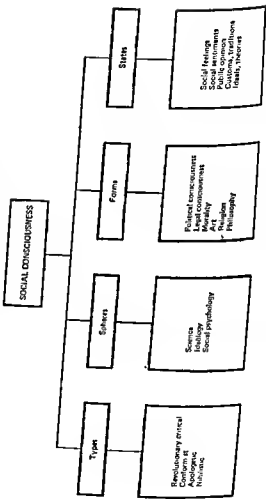 SOCIAL CONSCIOUSNESS
Types
Spheres
Forms
States
Revolutionary critical
Conformist
Apologetic
Nihilistic
Science
Ideology
Social psychology
Political consciousness
Legal consciousness
Morality
Art
Religion
Philosophy
Social feelings
Social sentiments
Public opinion
Customs, traditions
Ideals, theories